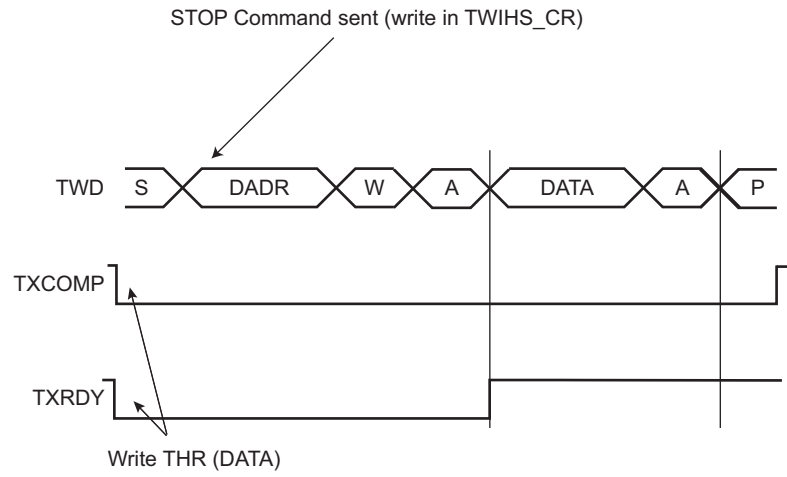 STOP Command sent (write in TWIHS_CR)
TWD S DADR W A DATA A P
TXCOMP
TXRDY
Write THR (DATA)